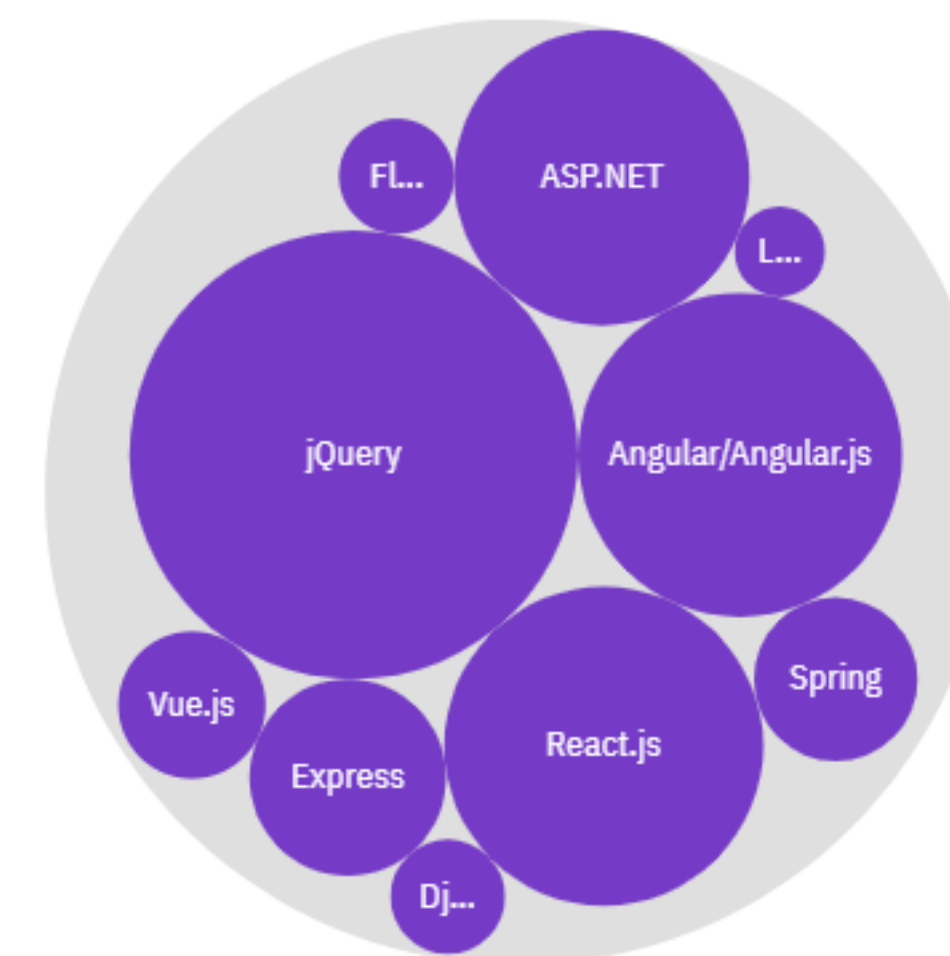 ASP.NET
Fl...
L...
jQuery
Angular/Angular.js
Spring
Vue.js
React.js
Express
Dj...